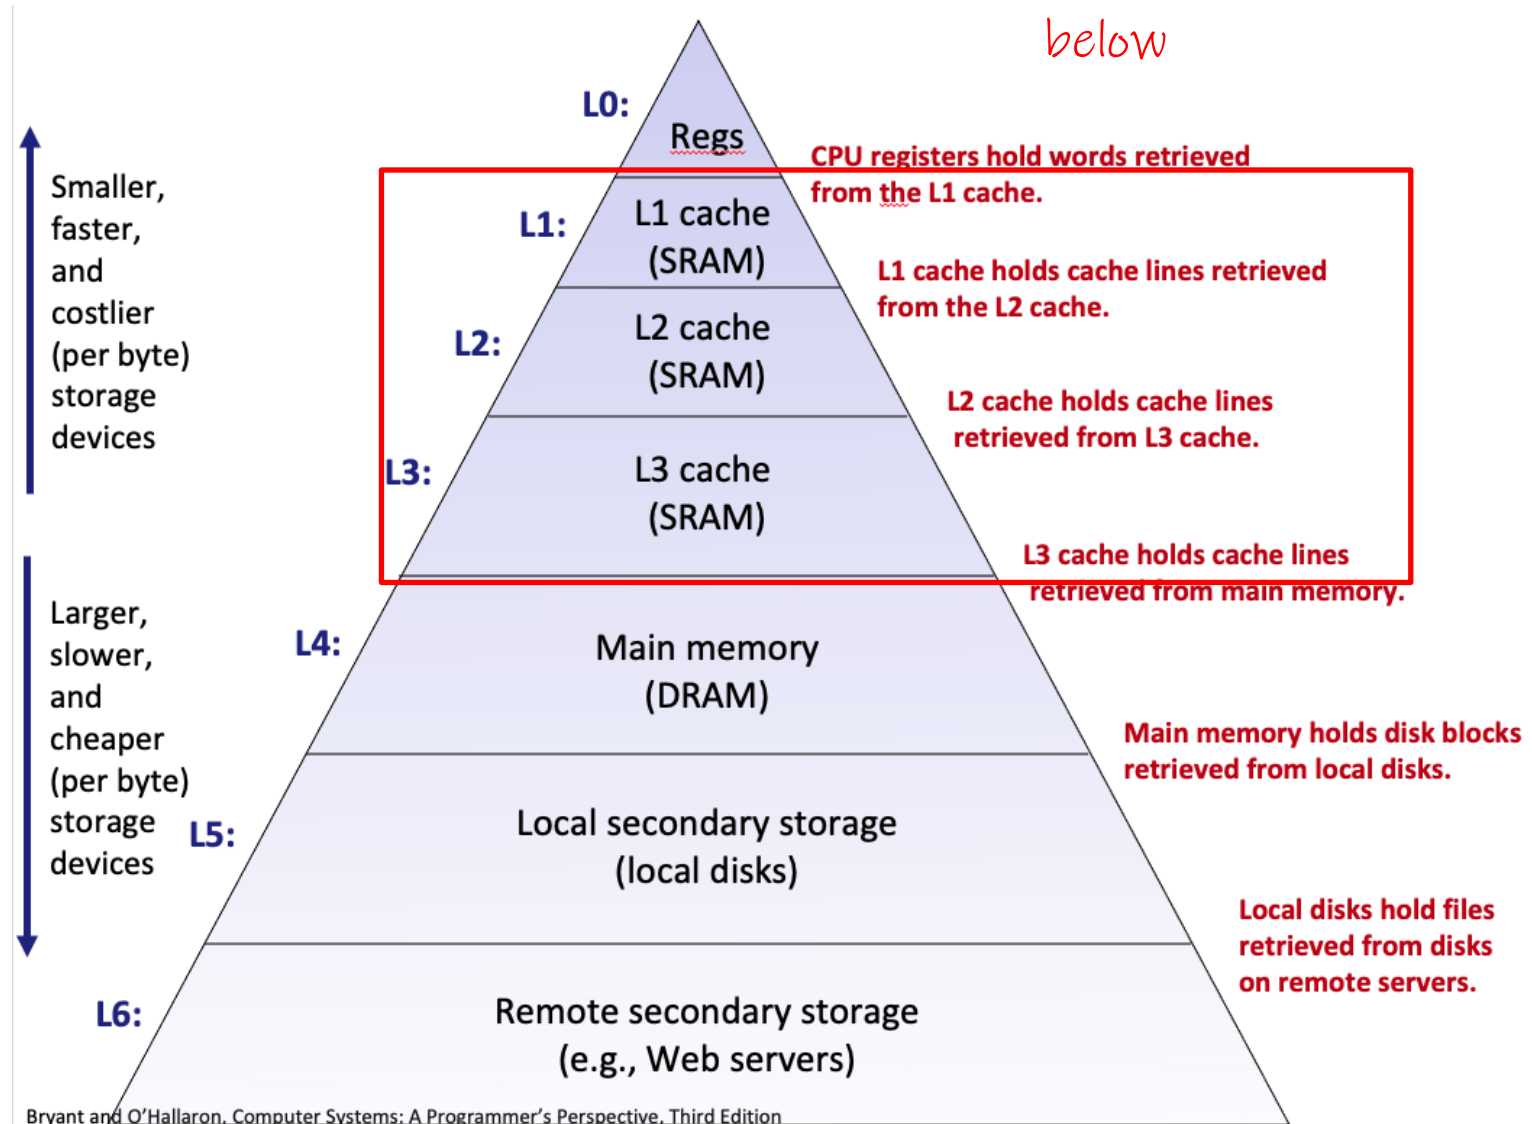 below
L0:
Regs
CPU registers hold words retrieved
from the L1 cache.
Smaller,
faster,
and
costlier
(per byte)
storage
devices
L1:
L1 cache
(SRAM)
L1 cache holds cache lines retrieved
from the L2 cache.
L2:
L2 cache
(SRAM)
L2 cache holds cache lines
retrieved from L3 cache.
L3:
L3 cache
(SRAM)
L3 cache holds cache lines
retrieved from main memory.
Larger,
slower,
and
cheaper
(per byte)
storage
devices
L4:
Main memory
(DRAM)
Main memory holds disk blocks
retrieved from local disks.
L5:
Local secondary storage
(local disks)
Local disks hold files
retrieved from disks
on remote servers.
L6:
Remote secondary storage
(e.g., Web servers)
Bryant and O'Hallaron, Computer Systems: A Programmer's Perspective, Third Edition